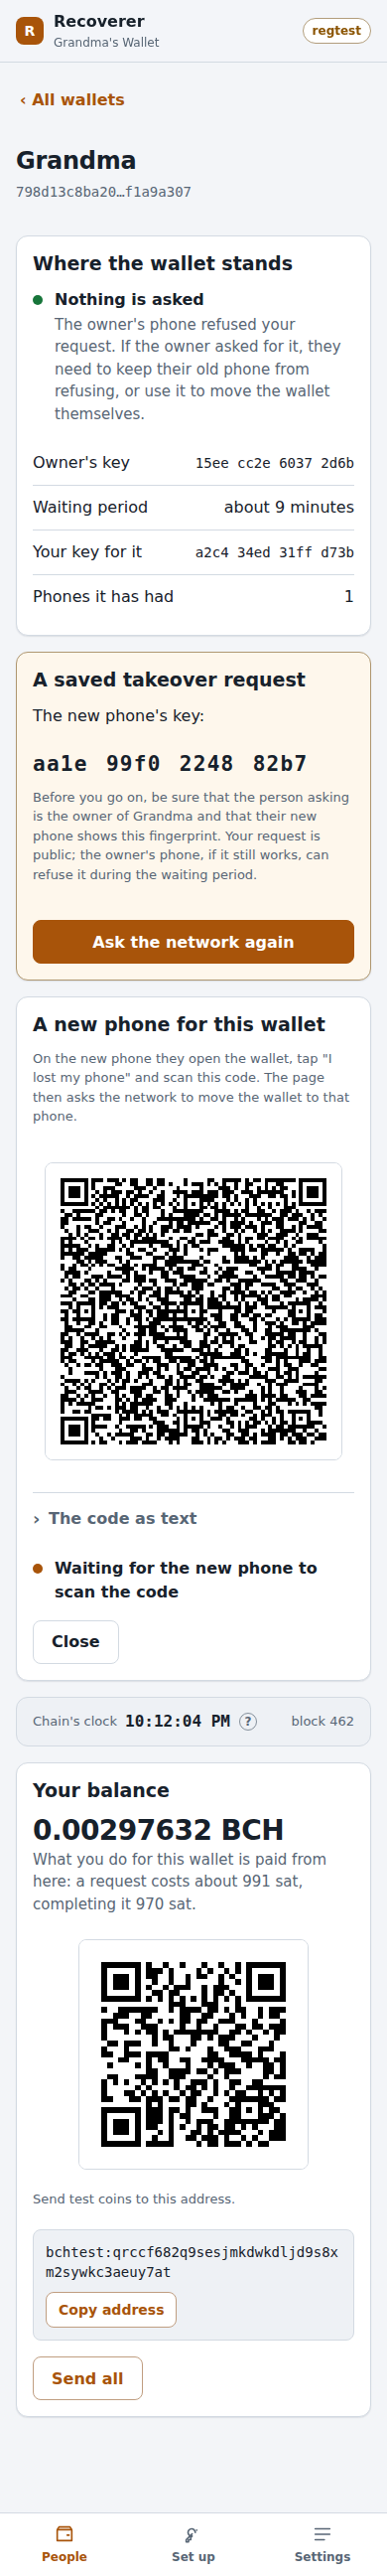 R
Recoverer
Grandma's Wallet
regtest
‹ All wallets
Grandma
798d13c8ba20…f1a9a307
Where the wallet stands
Nothing is asked
The owner's phone refused your
request. If the owner asked for it, they
need to keep their old phone from
refusing, or use it to move the wallet
themselves.
Owner's key 15ee cc2e 6037 2d6b
Waiting period about 9 minutes
Your key for it a2c4 34ed 31ff d73b
Phones it has had 1
A saved takeover request
The new phone's key:
aa1e 99f0 2248 82b7
Before you go on, be sure that the person asking
is the owner of Grandma and that their new
phone shows this fingerprint. Your request is
public; the owner's phone, if it still works, can
refuse it during the waiting period.
Ask the network again
A new phone for this wallet
On the new phone they open the wallet, tap "I
lost my phone" and scan this code. The page
then asks the network to move the wallet to that
phone.
› The code as text
Waiting for the new phone to
scan the code
Close
Chain's clock 10:12:04 PM ? block 462
Your balance
0.00297632 BCH
What you do for this wallet is paid from
here: a request costs about 991 sat,
completing it 970 sat.
Send test coins to this address.
bchtest:qrccf682q9sesjmkdwkdljd9s8x
m2sywkc3aeuy7at
Copy address
Send all
People
Set up
Settings